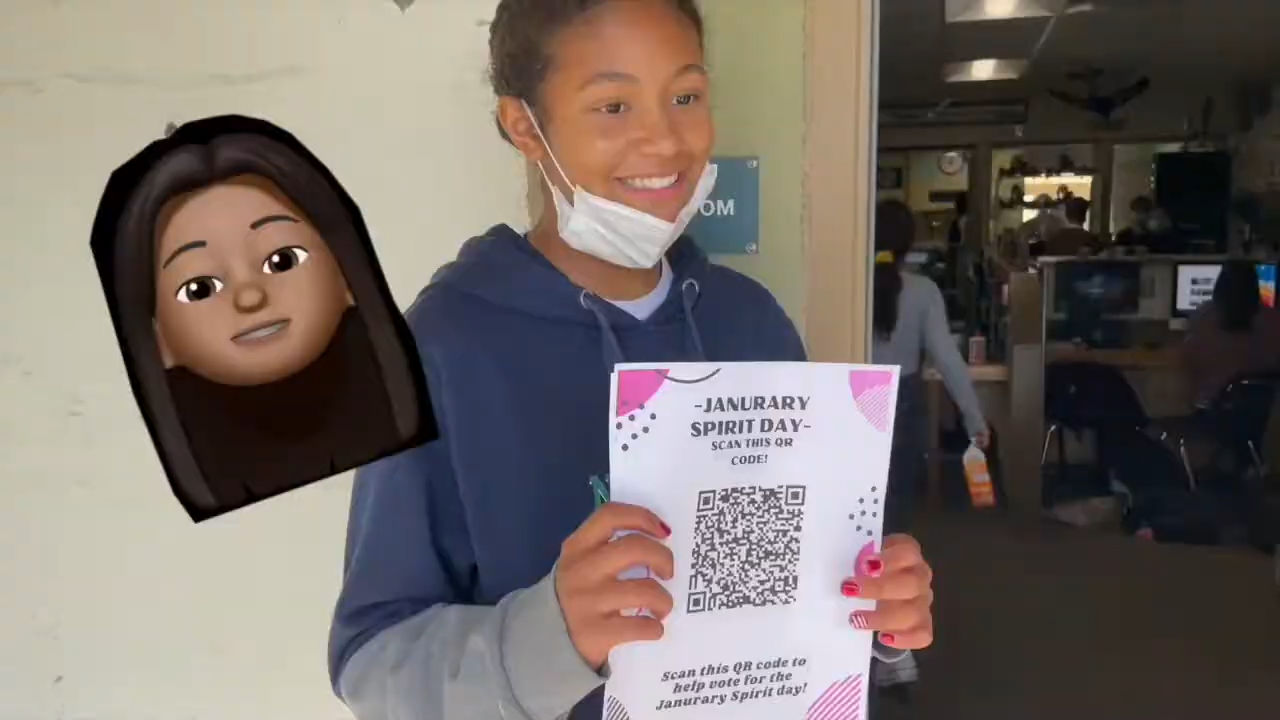 OM
-JANURARY
SPIRIT DAY-
SCAN THIS QR
CODE!
Scan this QR code to
help vote for the
Janurary Spirit day!